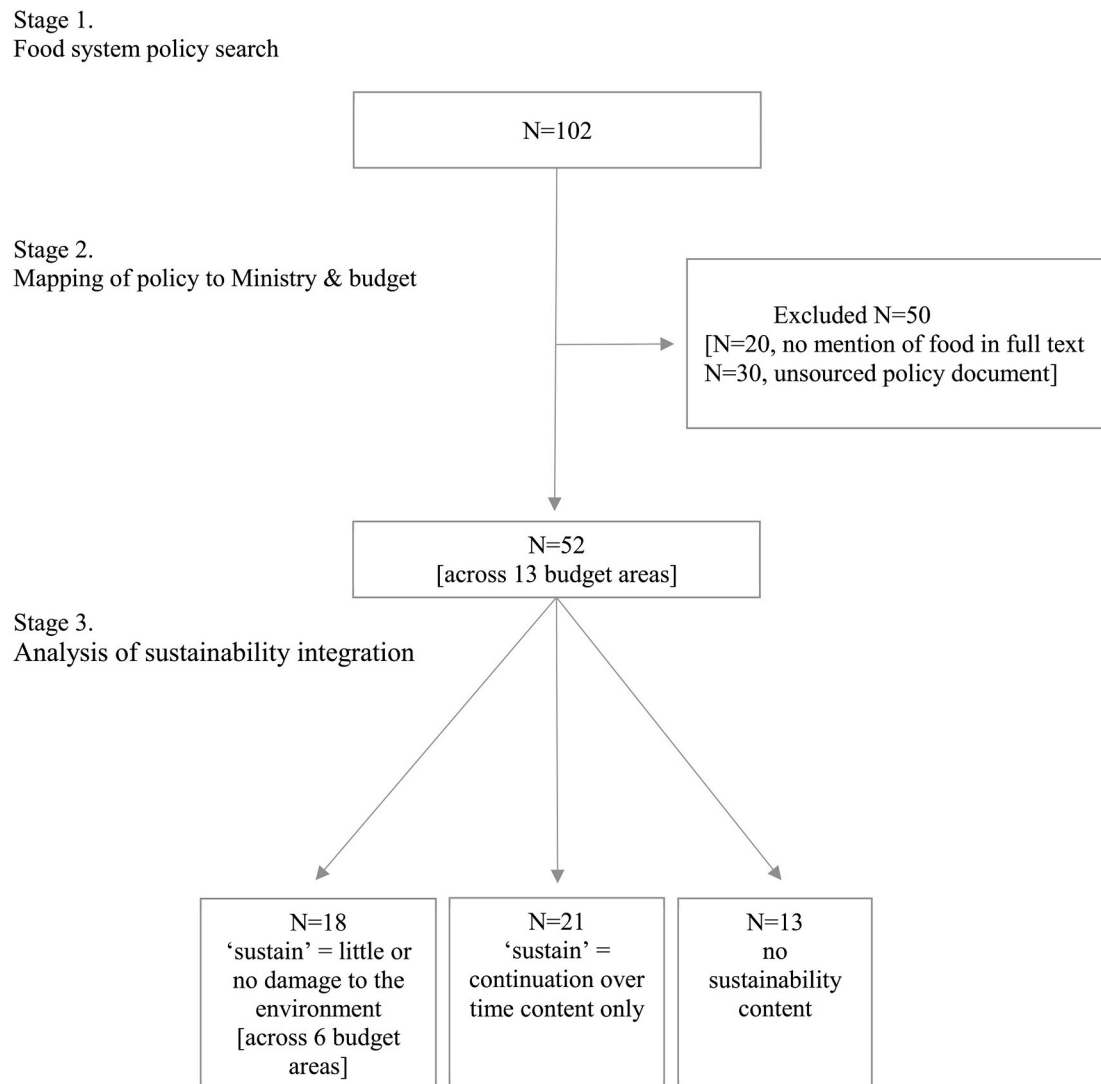 Stage 1.
Food system policy search
N=102
Stage 2.
Mapping of policy to Ministry & budget
Excluded N=50
[N=20, no mention of food in full text
N=30, unsourced policy document]
N=52
[across 13 budget areas]
Stage 3.
Analysis of sustainability integration
N=18
‘sustain’ = little or
no damage to the
environment
[across 6 budget
areas]
N=21
‘sustain’ =
continuation over
time content only
N=13
no
sustainability
content